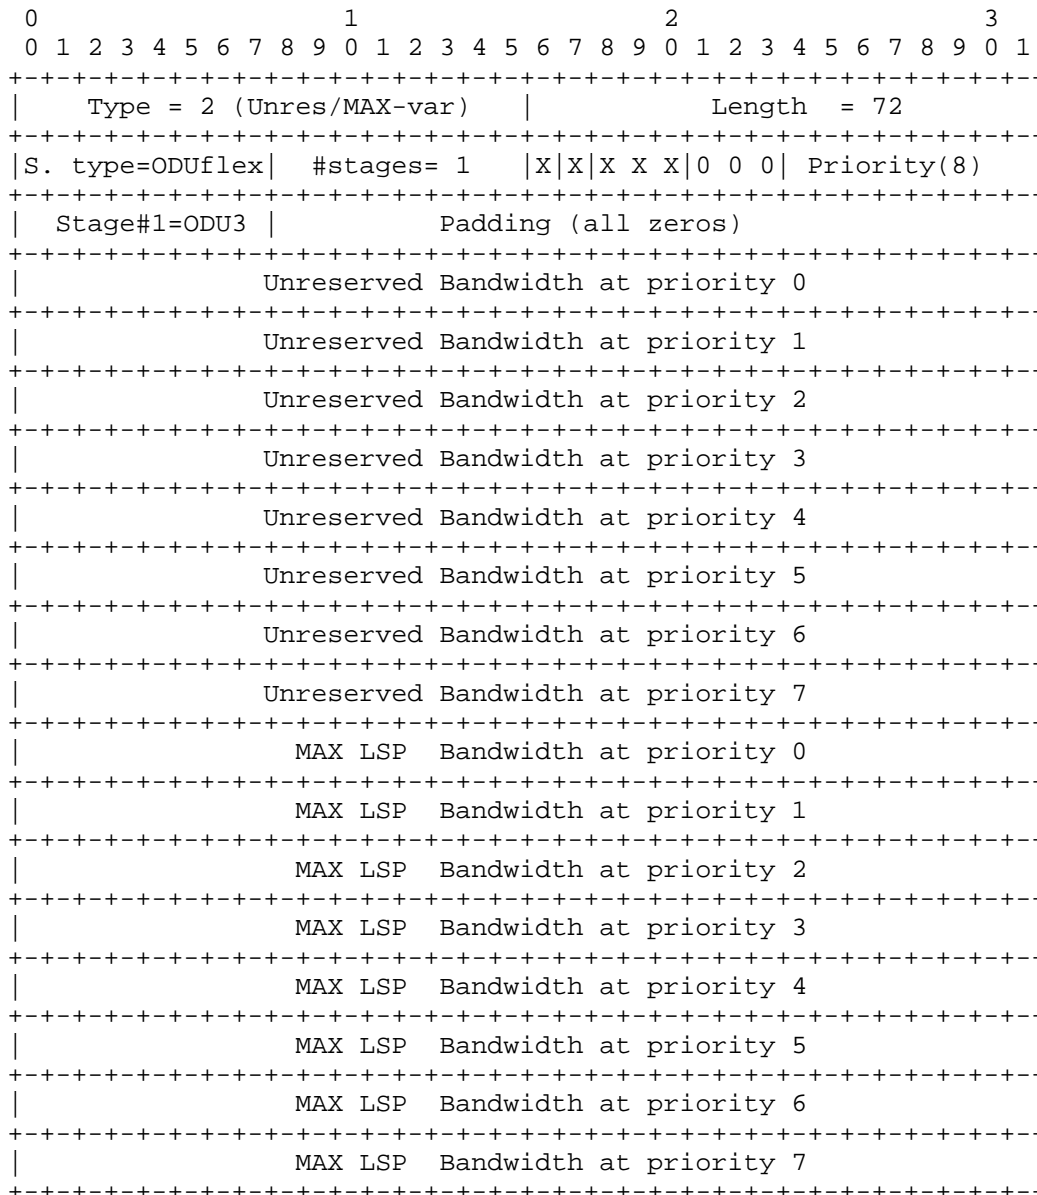 0                   1                   2                   3
 0 1 2 3 4 5 6 7 8 9 0 1 2 3 4 5 6 7 8 9 0 1 2 3 4 5 6 7 8 9 0 1
+-+-+-+-+-+-+-+-+-+-+-+-+-+-+-+-+-+-+-+-+-+-+-+-+-+-+-+-+-+-+-+--
|    Type = 2 (Unres/MAX-var)   |           Length  = 72
+-+-+-+-+-+-+-+-+-+-+-+-+-+-+-+-+-+-+-+-+-+-+-+-+-+-+-+-+-+-+-+--
|S. type=ODUflex|  #stages= 1   |X|X|X X X|0 0 0| Priority(8)
+-+-+-+-+-+-+-+-+-+-+-+-+-+-+-+-+-+-+-+-+-+-+-+-+-+-+-+-+-+-+-+--
|  Stage#1=ODU3 |          Padding (all zeros)
+-+-+-+-+-+-+-+-+-+-+-+-+-+-+-+-+-+-+-+-+-+-+-+-+-+-+-+-+-+-+-+--
|               Unreserved Bandwidth at priority 0
+-+-+-+-+-+-+-+-+-+-+-+-+-+-+-+-+-+-+-+-+-+-+-+-+-+-+-+-+-+-+-+--
|               Unreserved Bandwidth at priority 1
+-+-+-+-+-+-+-+-+-+-+-+-+-+-+-+-+-+-+-+-+-+-+-+-+-+-+-+-+-+-+-+--
|               Unreserved Bandwidth at priority 2
+-+-+-+-+-+-+-+-+-+-+-+-+-+-+-+-+-+-+-+-+-+-+-+-+-+-+-+-+-+-+-+--
|               Unreserved Bandwidth at priority 3
+-+-+-+-+-+-+-+-+-+-+-+-+-+-+-+-+-+-+-+-+-+-+-+-+-+-+-+-+-+-+-+--
|               Unreserved Bandwidth at priority 4
+-+-+-+-+-+-+-+-+-+-+-+-+-+-+-+-+-+-+-+-+-+-+-+-+-+-+-+-+-+-+-+--
|               Unreserved Bandwidth at priority 5
+-+-+-+-+-+-+-+-+-+-+-+-+-+-+-+-+-+-+-+-+-+-+-+-+-+-+-+-+-+-+-+--
|               Unreserved Bandwidth at priority 6
+-+-+-+-+-+-+-+-+-+-+-+-+-+-+-+-+-+-+-+-+-+-+-+-+-+-+-+-+-+-+-+--
|               Unreserved Bandwidth at priority 7
+-+-+-+-+-+-+-+-+-+-+-+-+-+-+-+-+-+-+-+-+-+-+-+-+-+-+-+-+-+-+-+--
|                 MAX LSP  Bandwidth at priority 0
+-+-+-+-+-+-+-+-+-+-+-+-+-+-+-+-+-+-+-+-+-+-+-+-+-+-+-+-+-+-+-+--
|                 MAX LSP  Bandwidth at priority 1
+-+-+-+-+-+-+-+-+-+-+-+-+-+-+-+-+-+-+-+-+-+-+-+-+-+-+-+-+-+-+-+--
|                 MAX LSP  Bandwidth at priority 2
+-+-+-+-+-+-+-+-+-+-+-+-+-+-+-+-+-+-+-+-+-+-+-+-+-+-+-+-+-+-+-+--
|                 MAX LSP  Bandwidth at priority 3
+-+-+-+-+-+-+-+-+-+-+-+-+-+-+-+-+-+-+-+-+-+-+-+-+-+-+-+-+-+-+-+--
|                 MAX LSP  Bandwidth at priority 4
+-+-+-+-+-+-+-+-+-+-+-+-+-+-+-+-+-+-+-+-+-+-+-+-+-+-+-+-+-+-+-+--
|                 MAX LSP  Bandwidth at priority 5
+-+-+-+-+-+-+-+-+-+-+-+-+-+-+-+-+-+-+-+-+-+-+-+-+-+-+-+-+-+-+-+--
|                 MAX LSP  Bandwidth at priority 6
+-+-+-+-+-+-+-+-+-+-+-+-+-+-+-+-+-+-+-+-+-+-+-+-+-+-+-+-+-+-+-+--
|                 MAX LSP  Bandwidth at priority 7
+-+-+-+-+-+-+-+-+-+-+-+-+-+-+-+-+-+-+-+-+-+-+-+-+-+-+-+-+-+-+-+--